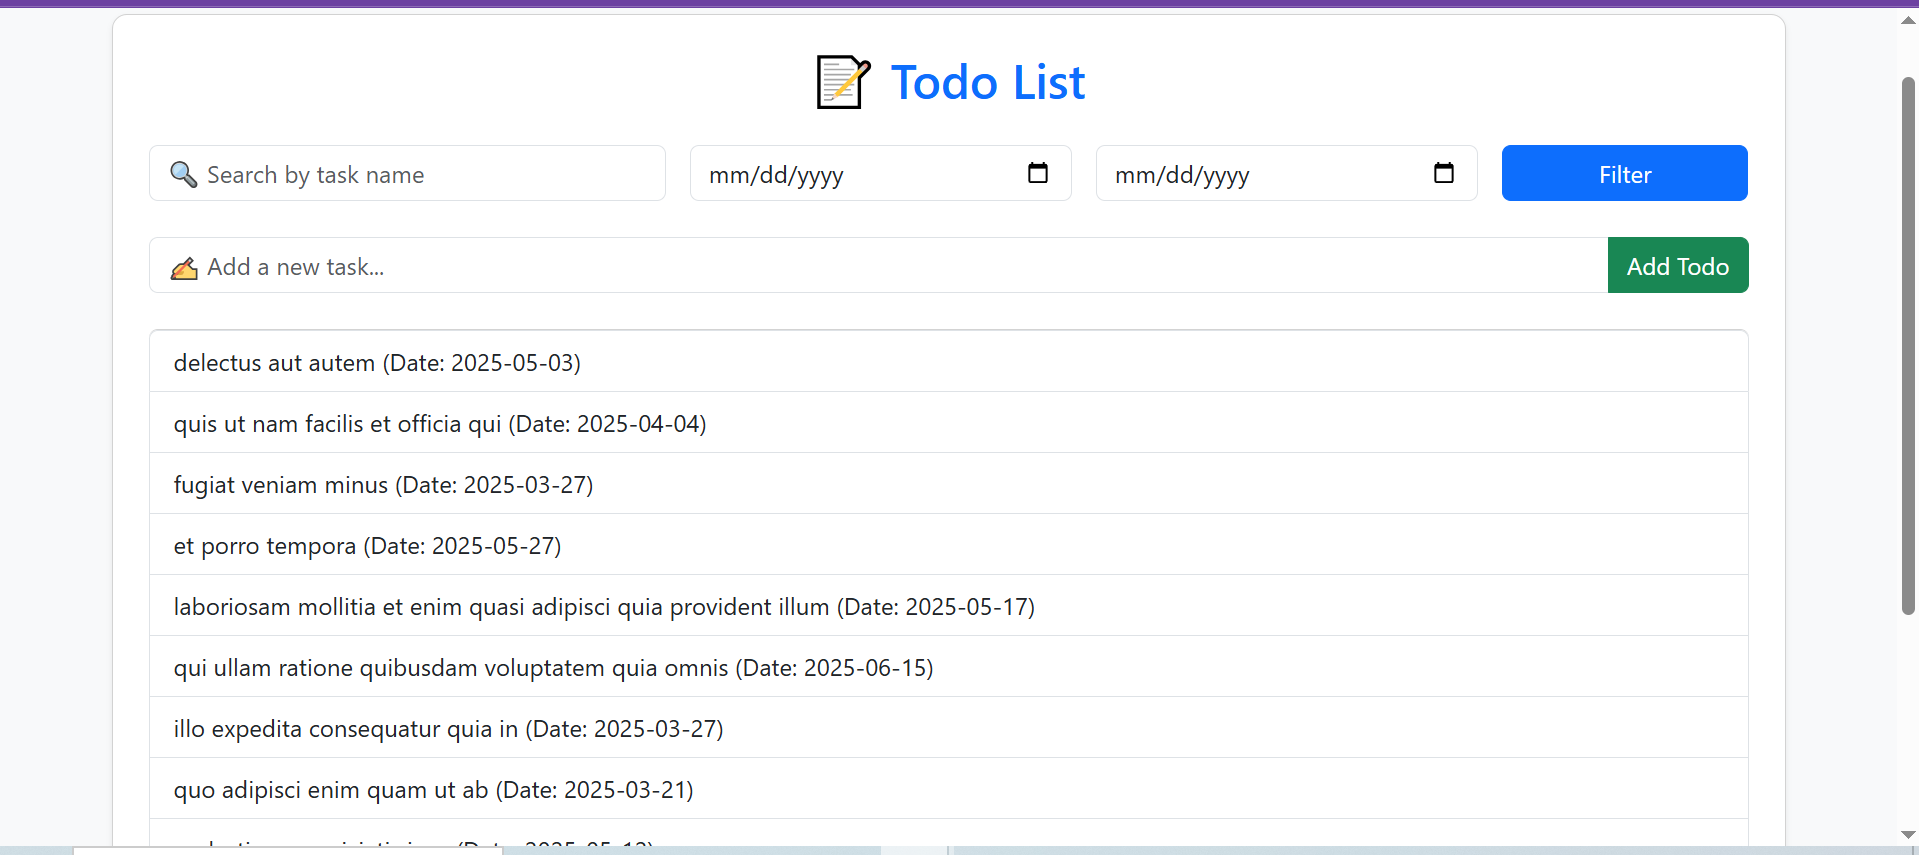 Todo List
Search by task name
mm/dd/yyyy
mm/dd/yyyy
Filter
Add a new task...
Add Todo
delectus aut autem (Date: 2025-05-03)
quis ut nam facilis et officia qui (Date: 2025-04-04)
fugiat veniam minus (Date: 2025-03-27)
et porro tempora (Date: 2025-05-27)
laboriosam mollitia et enim quasi adipisci quia provident illum (Date: 2025-05-17)
qui ullam ratione quibusdam voluptatem quia omnis (Date: 2025-06-15)
illo expedita consequatur quia in (Date: 2025-03-27)
quo adipisci enim quam ut ab (Date: 2025-03-21)